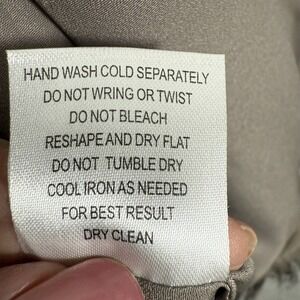 HAND WASH COLD SEPARATELY
DO NOT WRING OR TWIST
DO NOT BLEACH
RESHAPE AND DRY FLAT
DO NOT TUMBLE DRY
COOL IRON AS NEEDED
FOR BEST RESULT
DRY CLEAN